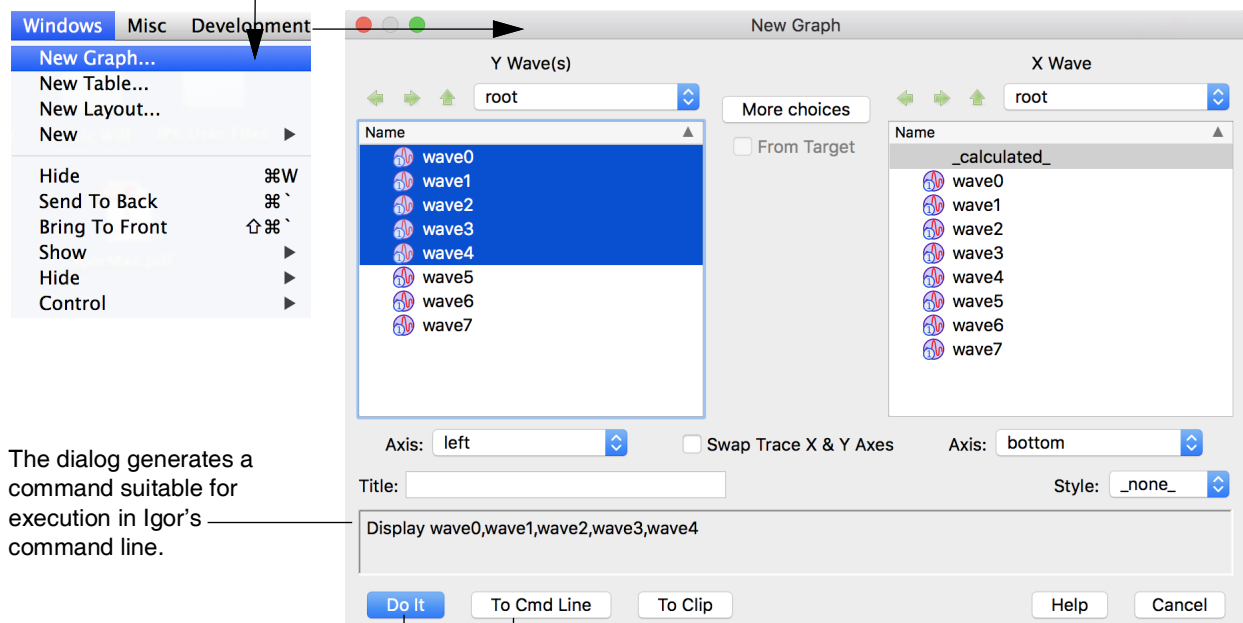 Windows Misc Development
New Graph...
New Table...
New Layout...
New
Hide ⌘W
Send To Back ⌘`
Bring To Front ⇧⌘`
Show
Hide
Control
The dialog generates a
command suitable for
execution in Igor’s
command line.
New Graph
Y Wave(s)
root
Name
wave0
wave1
wave2
wave3
wave4
wave5
wave6
wave7
More choices
From Target
X Wave
root
Name
_calculated_
wave0
wave1
wave2
wave3
wave4
wave5
wave6
wave7
Axis: left
Swap Trace X & Y Axes
Axis: bottom
Title:
Style: _none_
Display wave0,wave1,wave2,wave3,wave4
Do It To Cmd Line To Clip Help Cancel